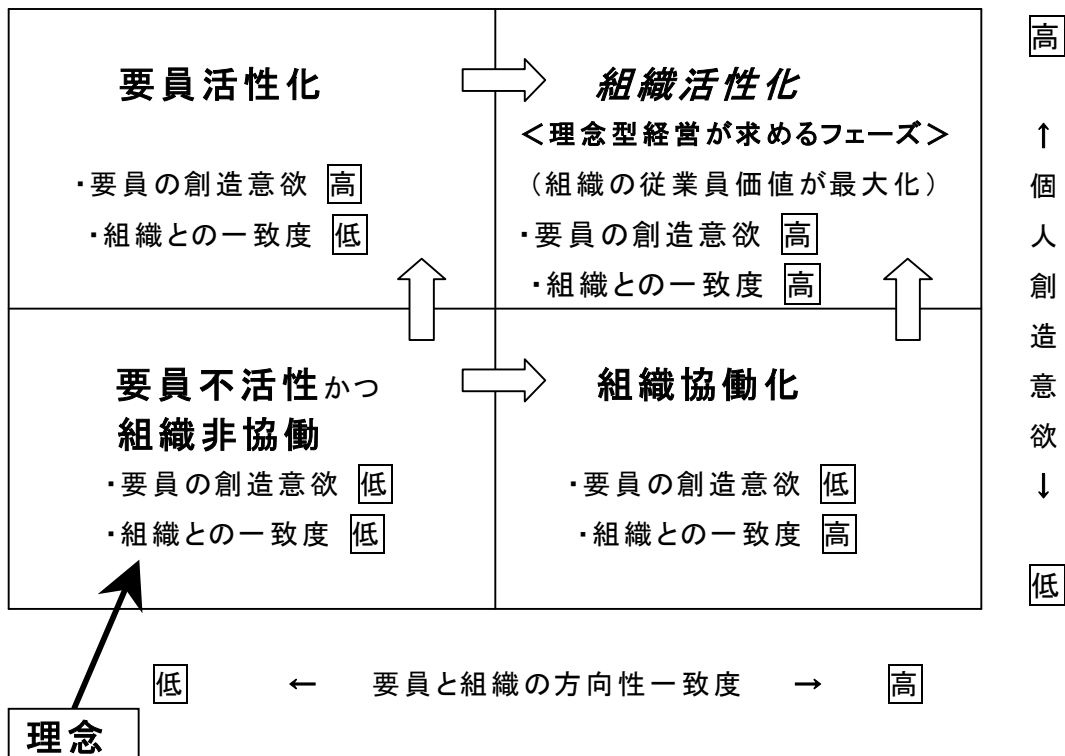 要員活性化
・要員の創造意欲 高
・組織との一致度 低
組織活性化
＜理念型経営が求めるフェーズ＞
（組織の従業員価値が最大化）
・要員の創造意欲 高
・組織との一致度 高
要員不活性かつ
組織非協働
・要員の創造意欲 低
・組織との一致度 低
組織協働化
・要員の創造意欲 低
・組織との一致度 高
高
↑個人創造意欲↓
低
低 ← 要員と組織の方向性一致度 → 高
理念